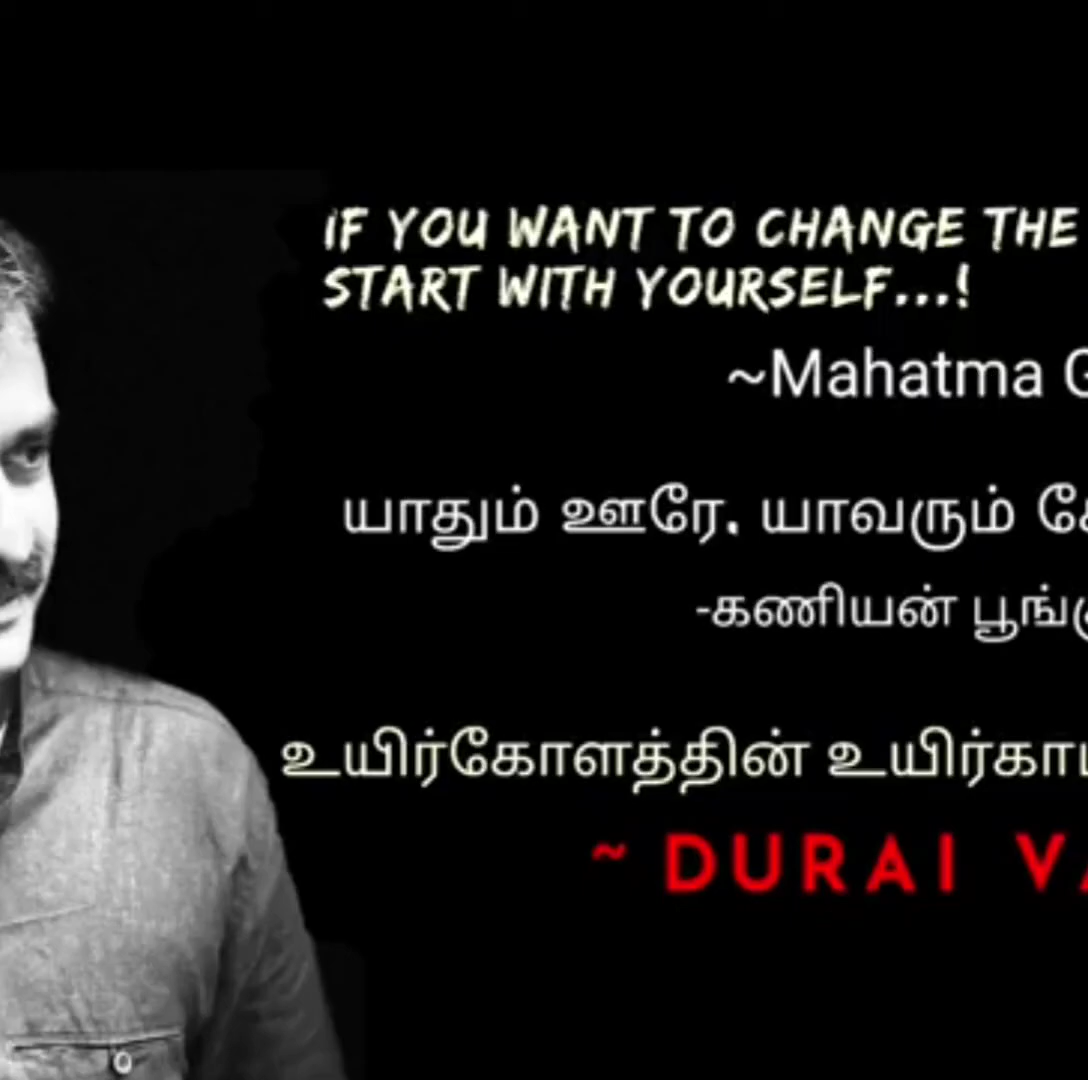 IF YOU WANT TO CHANGE THE
START WITH YOURSELF...!
~Mahatma
யாதும் ஊரே, யாவரும்
-கணியன்
உயிர்கோளத்தின்
~ DURAI